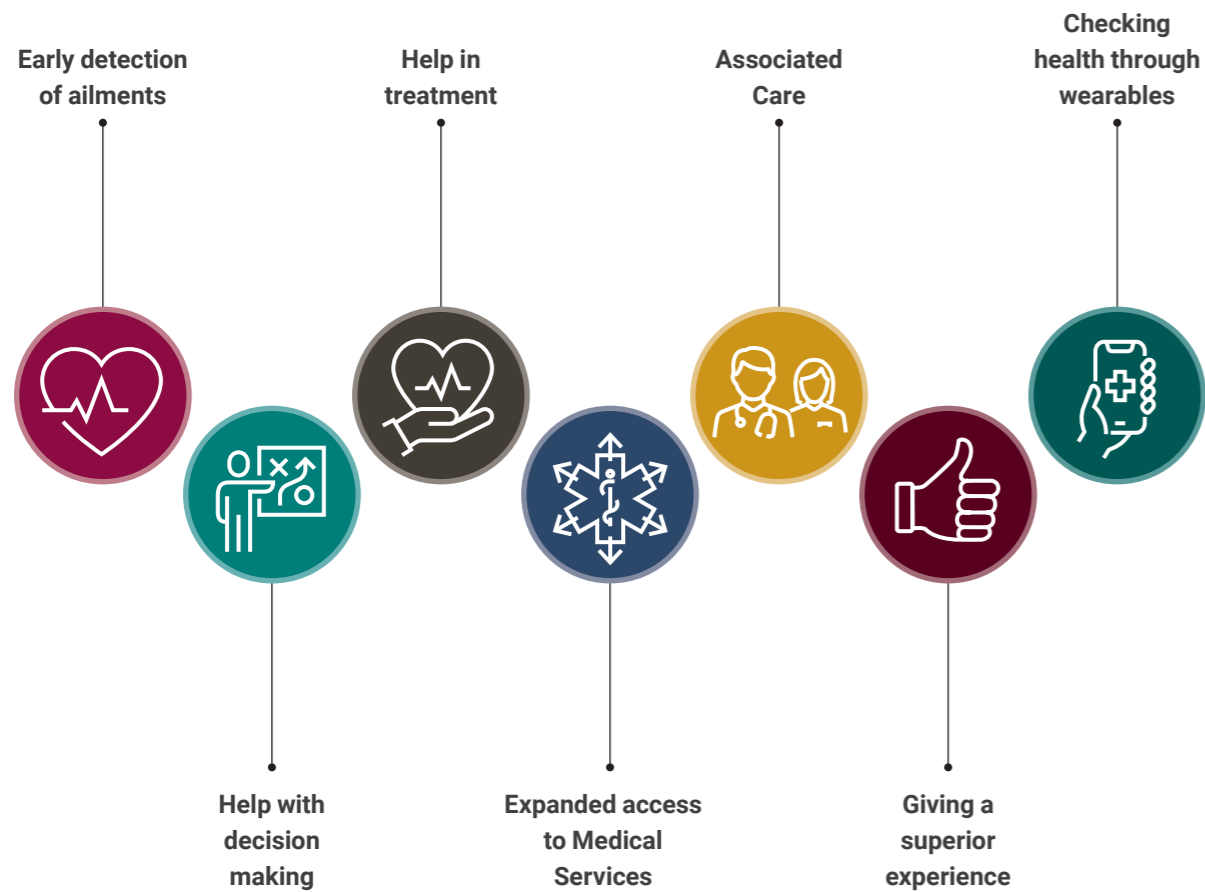 Early detection
of ailments
Help in
treatment
Associated
Care
Checking
health through
wearables
Help with
decision
making
Expanded access
to Medical
Services
Giving a
superior
experience